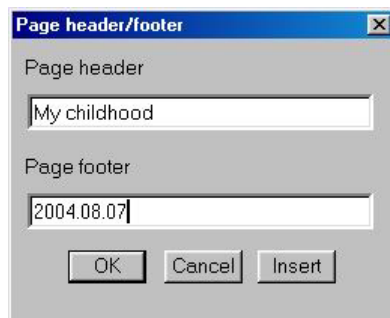 Page header/footer
Page header
My childhood
Page footer
2004.08.07
OK Cancel Insert